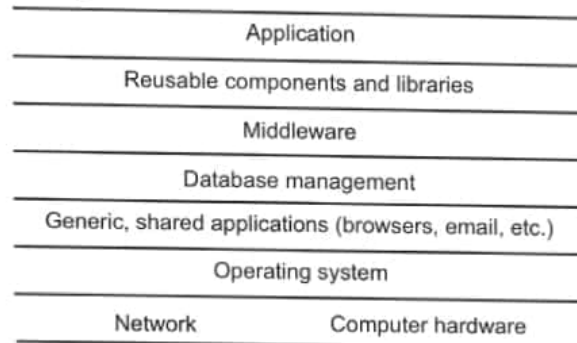 Application
Reusable components and libraries
Middleware
Database management
Generic, shared applications (browsers, email, etc.)
Operating system
Network Computer hardware